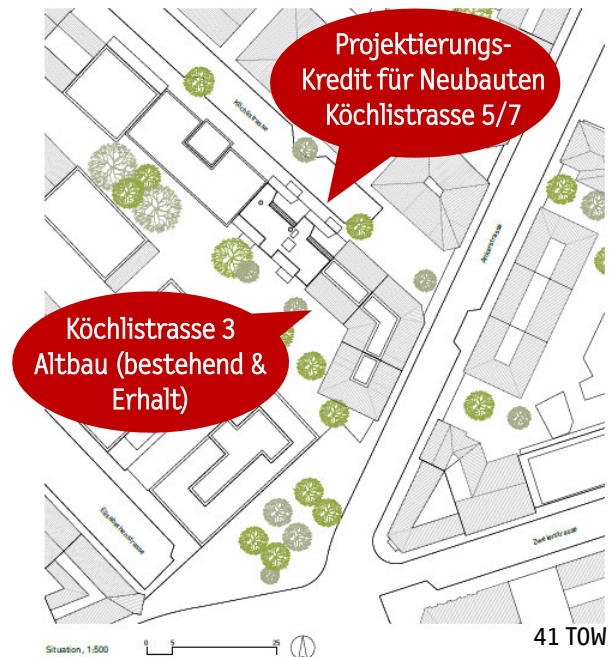 Projektierungs-
Kredit für Neubauten
Köchlistrasse 5/7
Köchlistrasse
Ankerstrasse
Köchlistrasse 3
Altbau (bestehend &
Erhalt)
Elisabethenstrasse
Zweierstrasse
Situation, 1:500
0 5 25
41 TOW